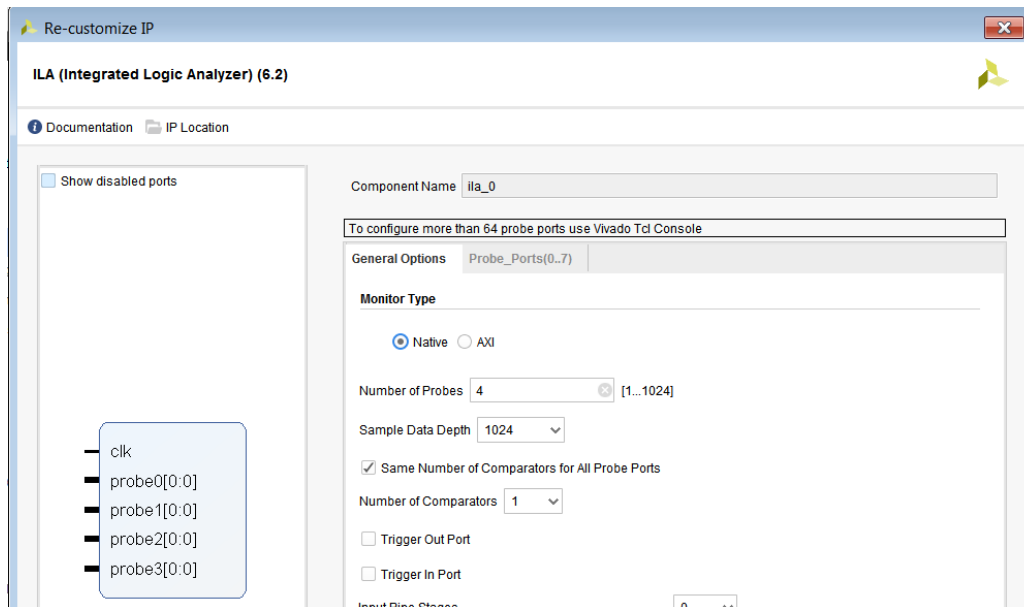 Re-customize IP
ILA (Integrated Logic Analyzer) (6.2)
Documentation IP Location
Show disabled ports
Component Name ila_0
To configure more than 64 probe ports use Vivado Tcl Console
General Options Probe_Ports(0..7)
Monitor Type
Native AXI
Number of Probes 4 [1...1024]
Sample Data Depth 1024
Same Number of Comparators for All Probe Ports
Number of Comparators 1
Trigger Out Port
Trigger In Port
Input Pipe Stages 0
clk
probe0[0:0]
probe1[0:0]
probe2[0:0]
probe3[0:0]